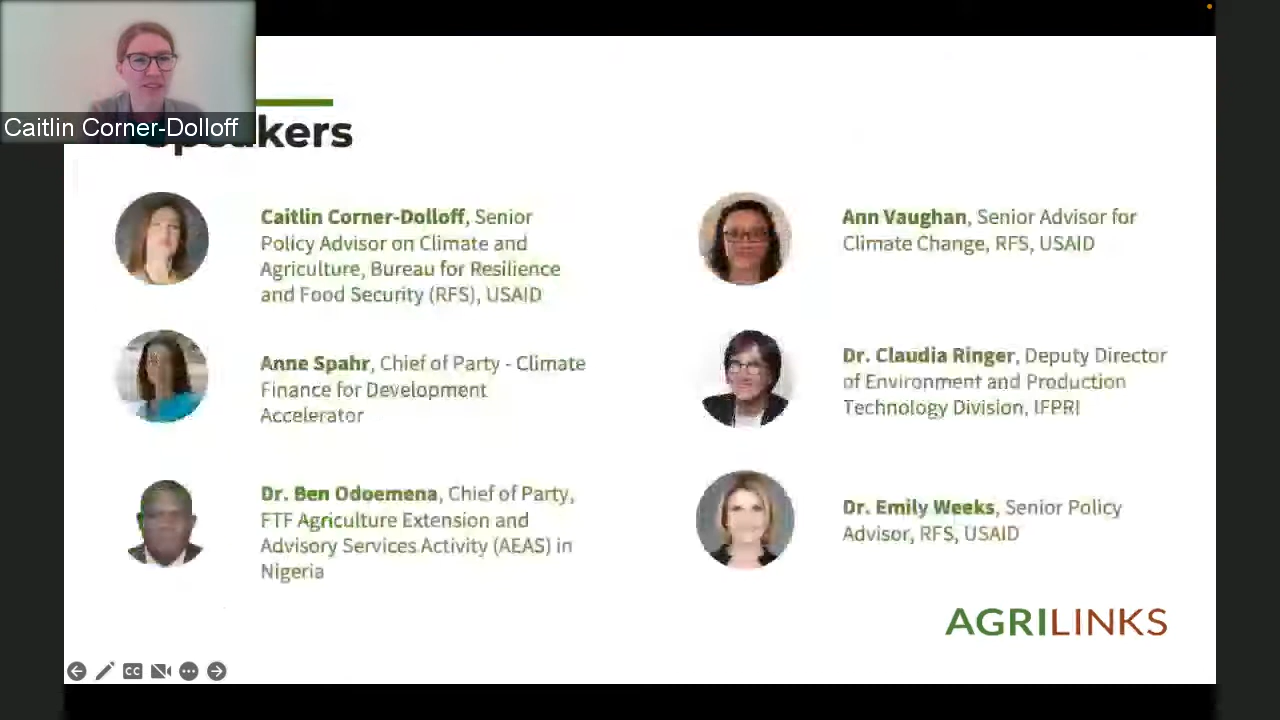 Caitlin Corner-Dolloff
Speakers
Caitlin Corner-Dolloff, Senior
Policy Advisor on Climate and
Agriculture, Bureau for Resilience
and Food Security (RFS), USAID
Ann Vaughan, Senior Advisor for
Climate Change, RFS, USAID
Anne Spahr, Chief of Party - Climate
Finance for Development
Accelerator
Dr. Claudia Ringer, Deputy Director
of Environment and Production
Technology Division, IFPRI
Dr. Ben Odoemena, Chief of Party,
FTF Agriculture Extension and
Advisory Services Activity (AEAS) in
Nigeria
Dr. Emily Weeks, Senior Policy
Advisor, RFS, USAID
AGRILINKS
CC